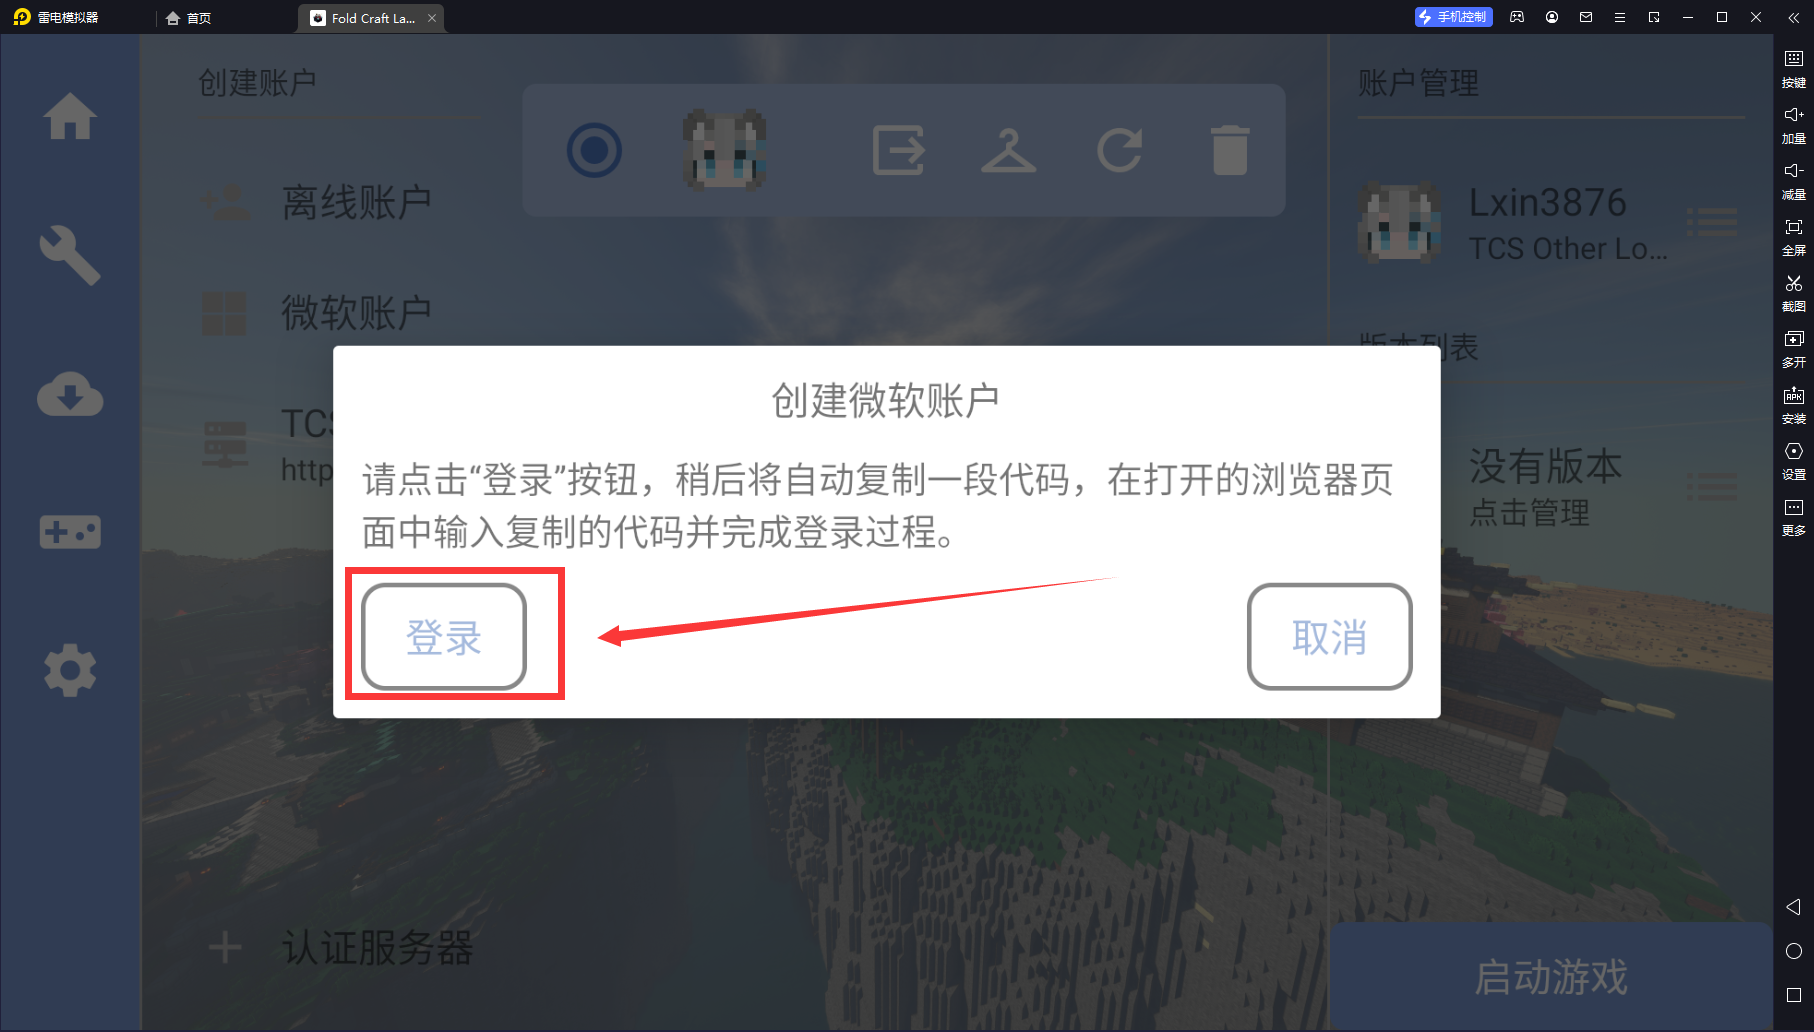 雷电模拟器
首页
Fold Craft La...
手机控制
创建账户
离线账户
微软账户
TCS
http
认证服务器
账户管理
Lxin3876
TCS Other Lo...
版本列表
没有版本
点击管理
启动游戏
创建微软账户
请点击“登录”按钮，稍后将自动复制一段代码，在打开的浏览器页
面中输入复制的代码并完成登录过程。
登录
取消
按键
加量
减量
全屏
截图
多开
APK
安装
设置
更多